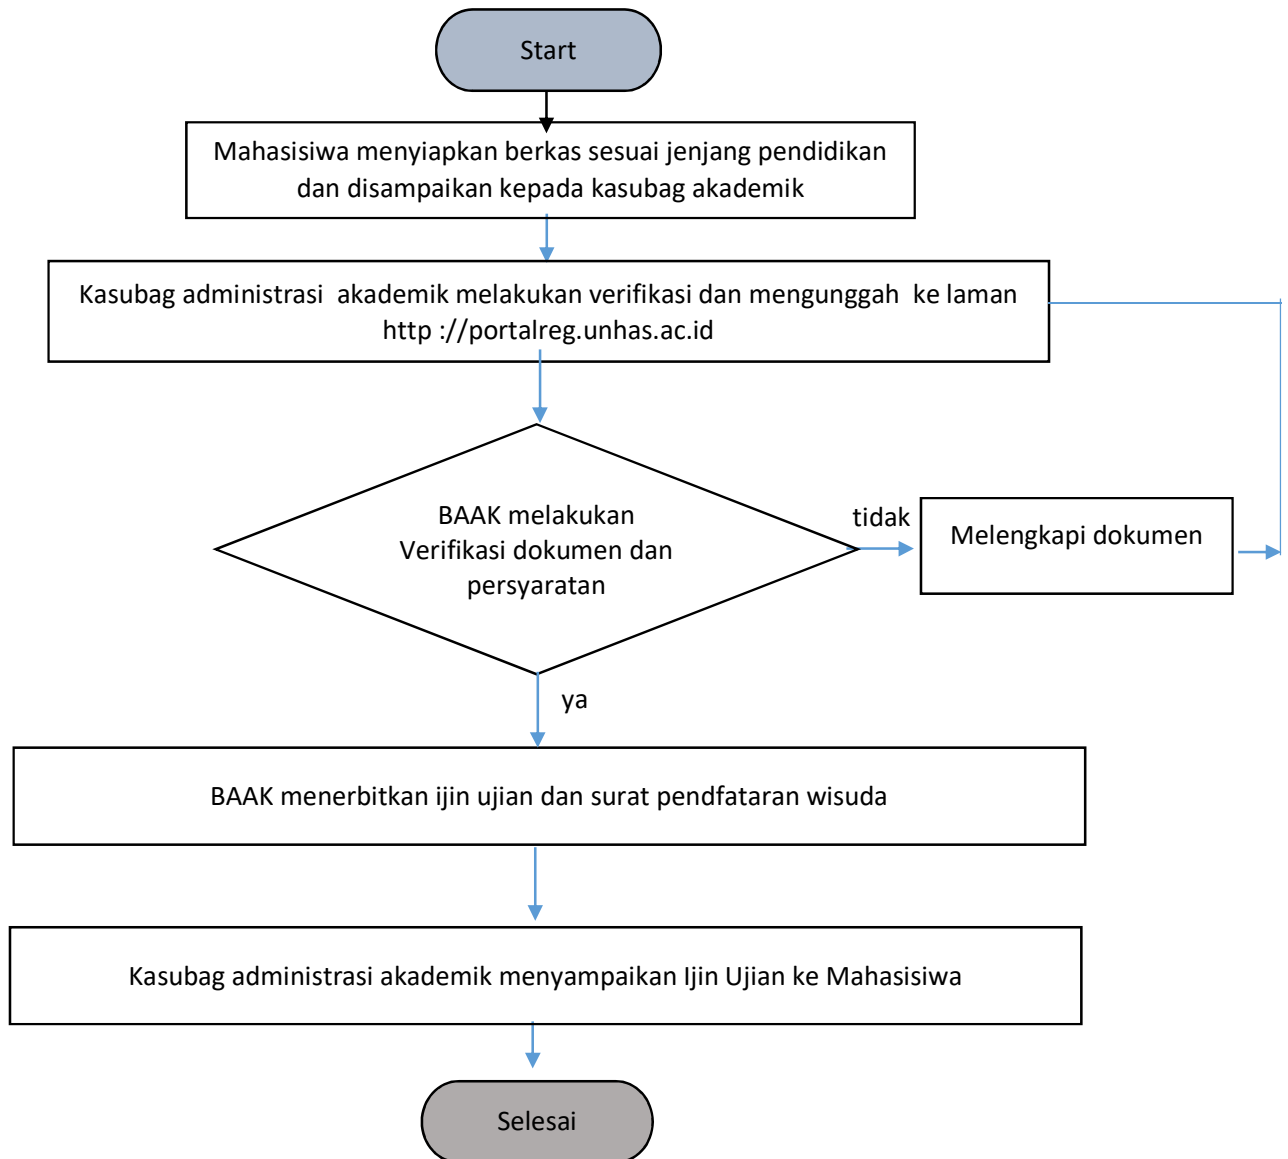 Start
Mahasisiwa menyiapkan berkas sesuai jenjang pendidikan
dan disampaikan kepada kasubag akademik
Kasubag administrasi  akademik melakukan verifikasi dan mengunggah  ke laman
http ://portalreg.unhas.ac.id
BAAK melakukan
Verifikasi dokumen dan
persyaratan
tidak
Melengkapi dokumen
ya
BAAK menerbitkan ijin ujian dan surat pendfataran wisuda
Kasubag administrasi akademik menyampaikan Ijin Ujian ke Mahasisiwa
Selesai